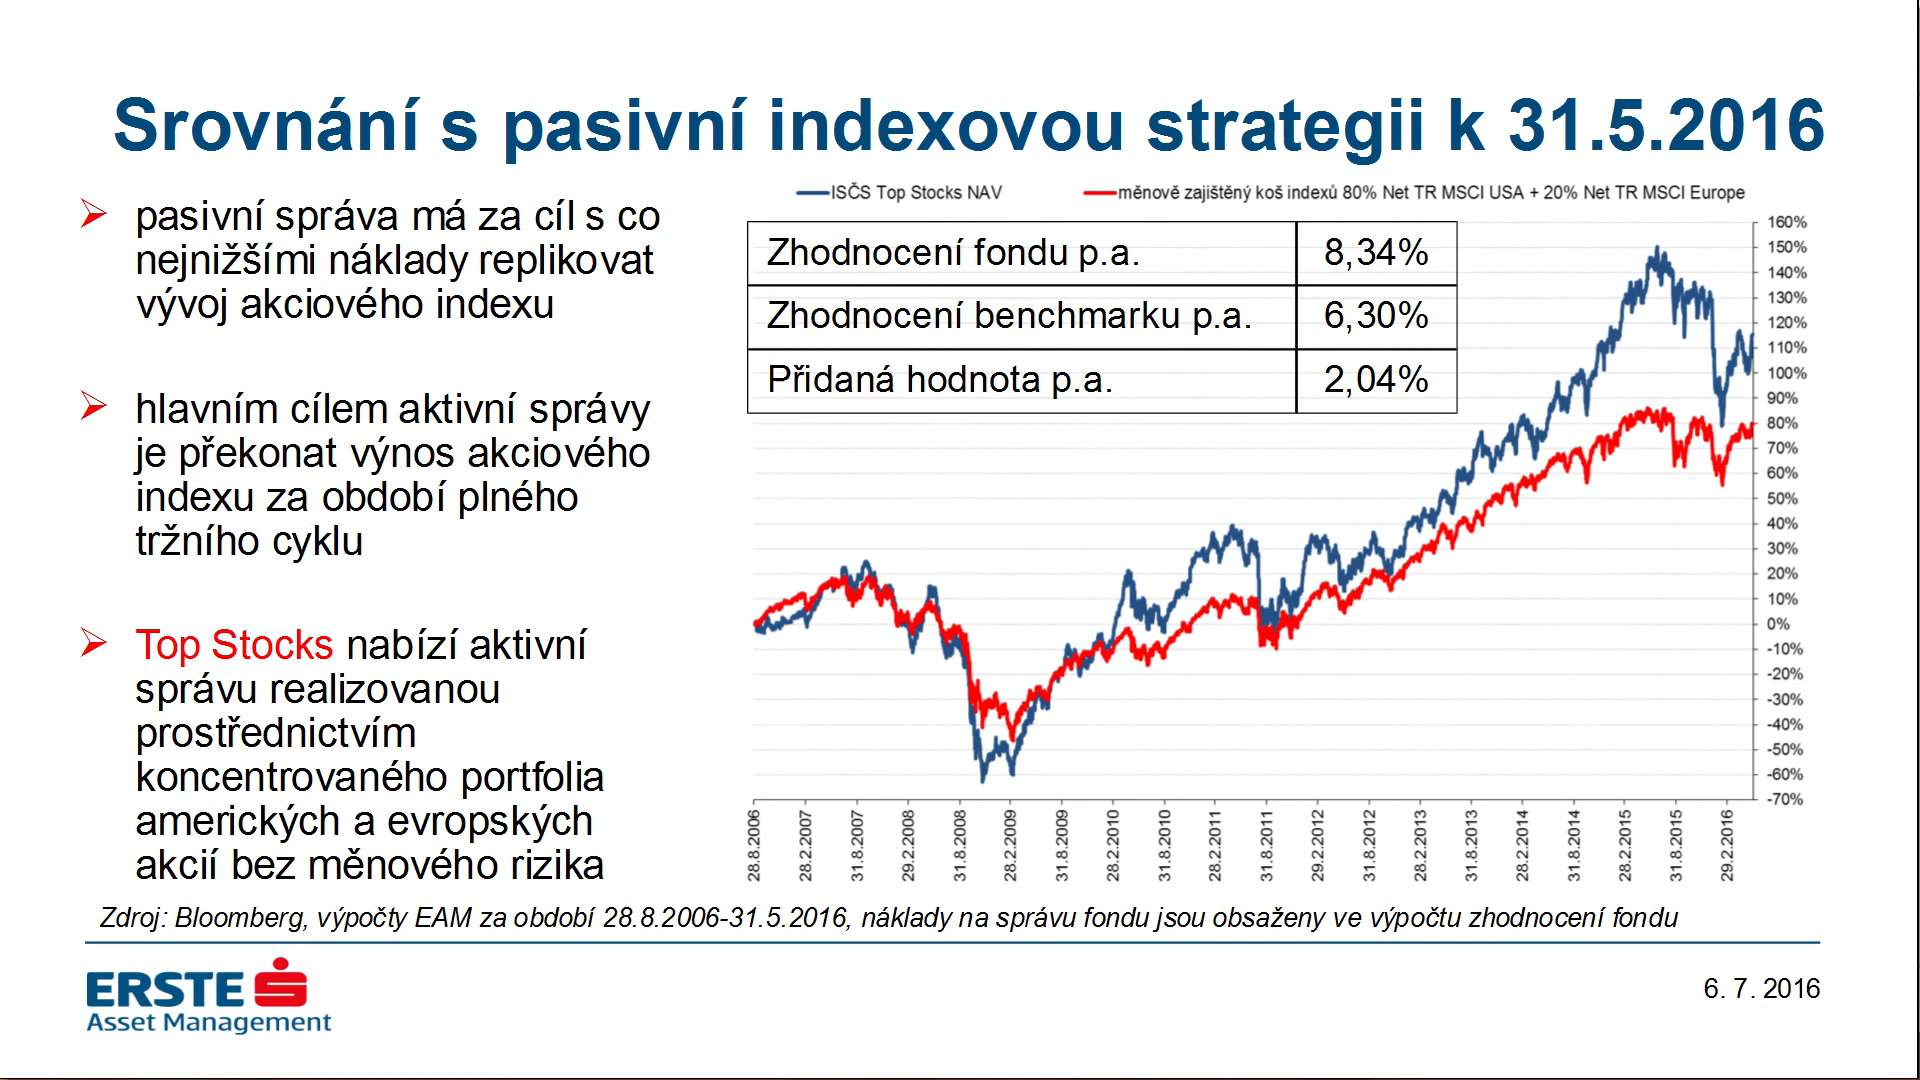 Srovnání s pasivní indexovou strategii k 31.5.2016
pasivní správa má za cíl s co
nejnižšími náklady replikovat
vývoj akciového indexu
hlavním cílem aktivní správy
je překonat výnos akciového
indexu za období plného
tržního cyklu
Top Stocks nabízí aktivní
správu realizovanou
prostřednictvím
koncentrovaného portfolia
amerických a evropských
akcií bez měnového rizika
ISČS Top Stocks NAV
měnově zajištěný koš indexů 80% Net TR MSCI USA + 20% Net TR MSCI Europe
Zhodnocení fondu p.a. 8,34%
Zhodnocení benchmarku p.a. 6,30%
Přidaná hodnota p.a. 2,04%
160%
150%
140%
130%
120%
110%
100%
90%
80%
70%
60%
50%
40%
30%
20%
10%
0%
-10%
-20%
-30%
-40%
-50%
-60%
-70%
28.8.2006
28.2.2007
31.8.2007
29.2.2008
31.8.2008
28.2.2009
31.8.2009
28.2.2010
31.8.2010
28.2.2011
31.8.2011
29.2.2012
31.8.2012
28.2.2013
31.8.2013
28.2.2014
31.8.2014
28.2.2015
31.8.2015
29.2.2016
Zdroj: Bloomberg, výpočty EAM za období 28.8.2006-31.5.2016, náklady na správu fondu jsou obsaženy ve výpočtu zhodnocení fondu
ERSTE
Asset Management
6. 7. 2016